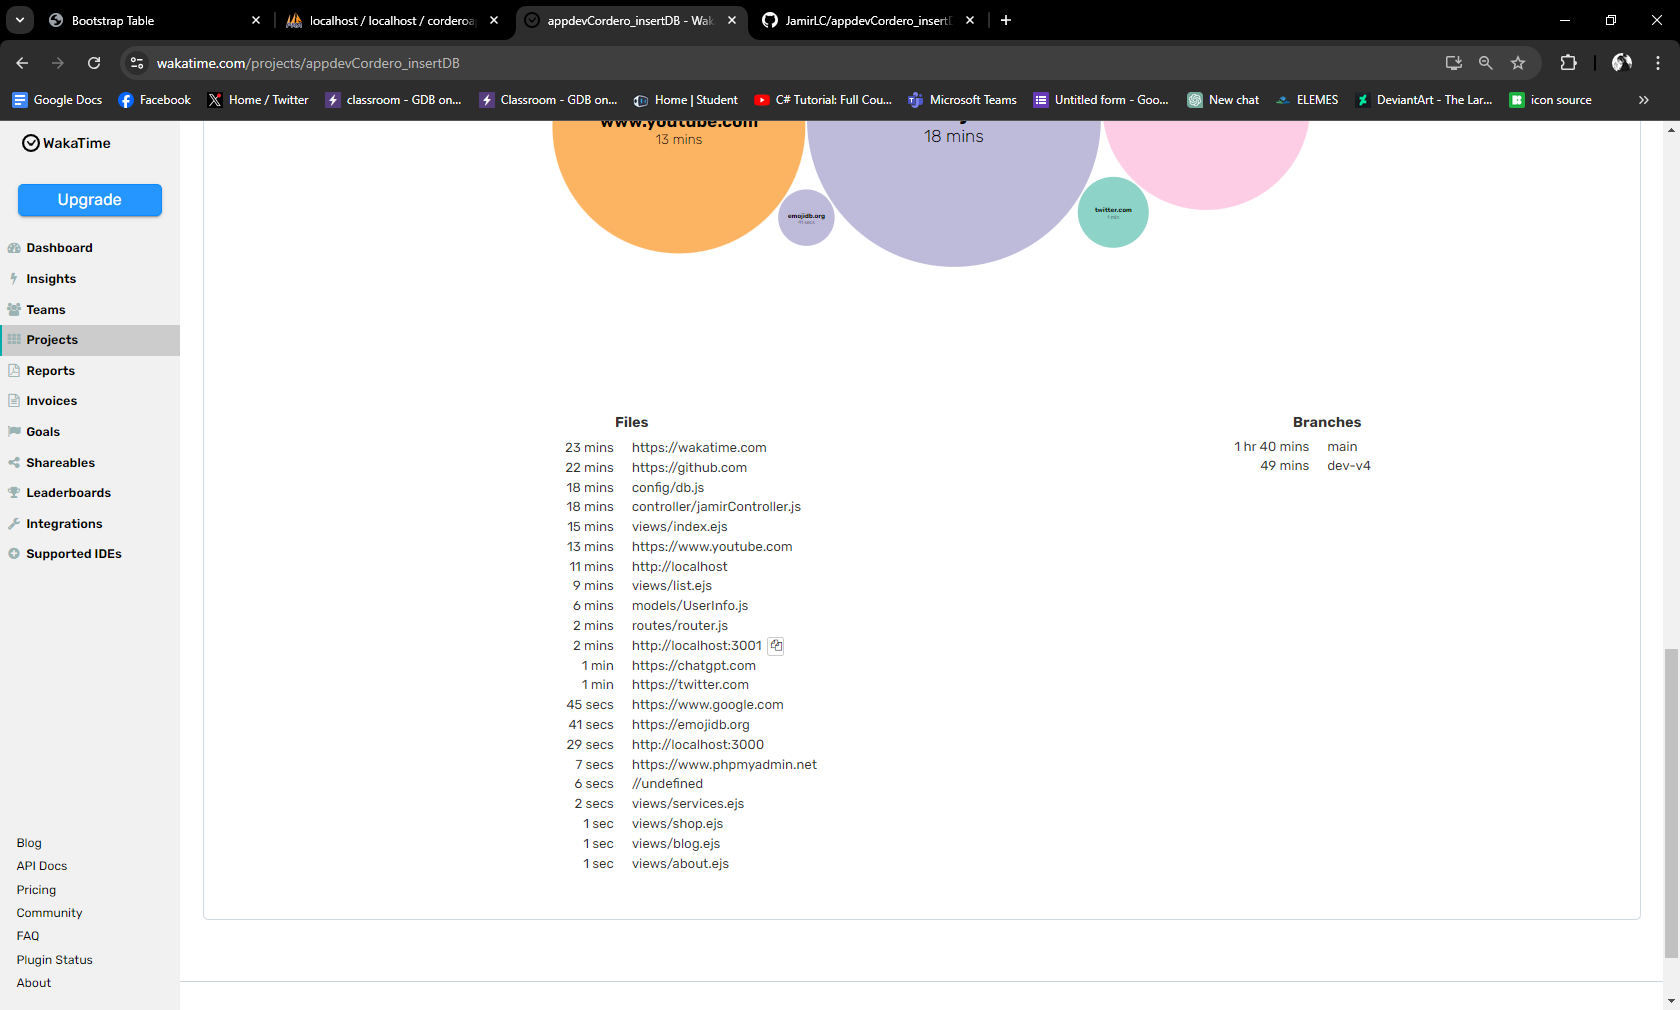 Bootstrap Table
localhost / localhost / corderoa
appdevCordero_insertDB - Wak
JamirLC/appdevCordero_insertD
wakatime.com/projects/appdevCordero_insertDB
Google Docs
Facebook
Home / Twitter
classroom - GDB on...
Classroom - GDB on...
Home | Student
C# Tutorial: Full Cou...
Microsoft Teams
Untitled form - Goo...
New chat
ELEMES
DeviantArt - The Lar...
icon source
WakaTime
Upgrade
Dashboard
Insights
Teams
Projects
Reports
Invoices
Goals
Shareables
Leaderboards
Integrations
Supported IDEs
Blog
API Docs
Pricing
Community
FAQ
Plugin Status
About
www.youtube.com
13 mins
18 mins
emojidb.org
41 secs
twitter.com
1 min
Files
23 mins https://wakatime.com
22 mins https://github.com
18 mins config/db.js
18 mins controller/jamirController.js
15 mins views/index.ejs
13 mins https://www.youtube.com
11 mins http://localhost
9 mins views/list.ejs
6 mins models/UserInfo.js
2 mins routes/router.js
2 mins http://localhost:3001
1 min https://chatgpt.com
1 min https://twitter.com
45 secs https://www.google.com
41 secs https://emojidb.org
29 secs http://localhost:3000
7 secs https://www.phpmyadmin.net
6 secs //undefined
2 secs views/services.ejs
1 sec views/shop.ejs
1 sec views/blog.ejs
1 sec views/about.ejs
Branches
1 hr 40 mins main
49 mins dev-v4